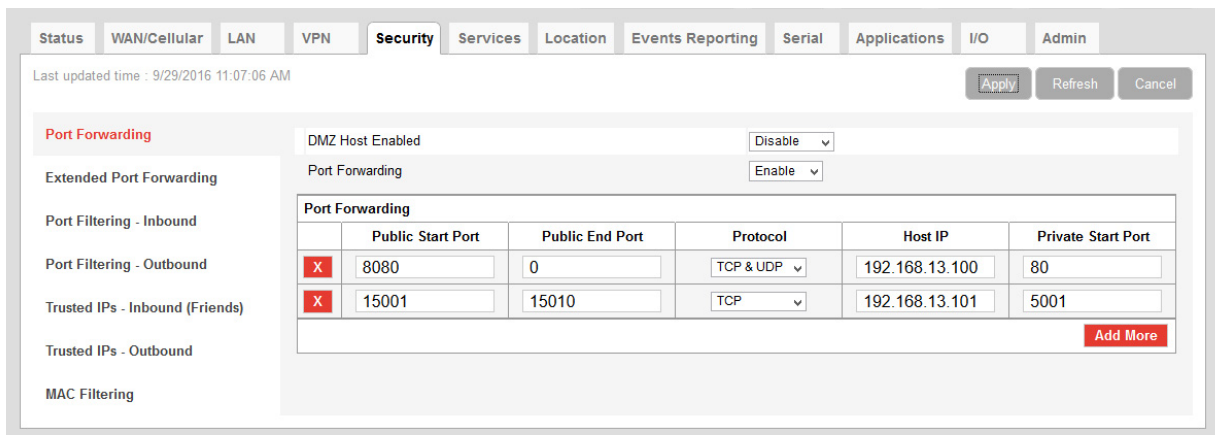 Status WAN/Cellular LAN VPN Security Services Location Events Reporting Serial Applications I/O Admin
Last updated time : 9/29/2016 11:07:06 AM
Apply Refresh Cancel
Port Forwarding
Extended Port Forwarding
Port Filtering - Inbound
Port Filtering - Outbound
Trusted IPs - Inbound (Friends)
Trusted IPs - Outbound
MAC Filtering
DMZ Host Enabled Disable
Port Forwarding Enable
Port Forwarding
Public Start Port Public End Port Protocol Host IP Private Start Port
X 8080 0 TCP & UDP 192.168.13.100 80
X 15001 15010 TCP 192.168.13.101 5001
Add More